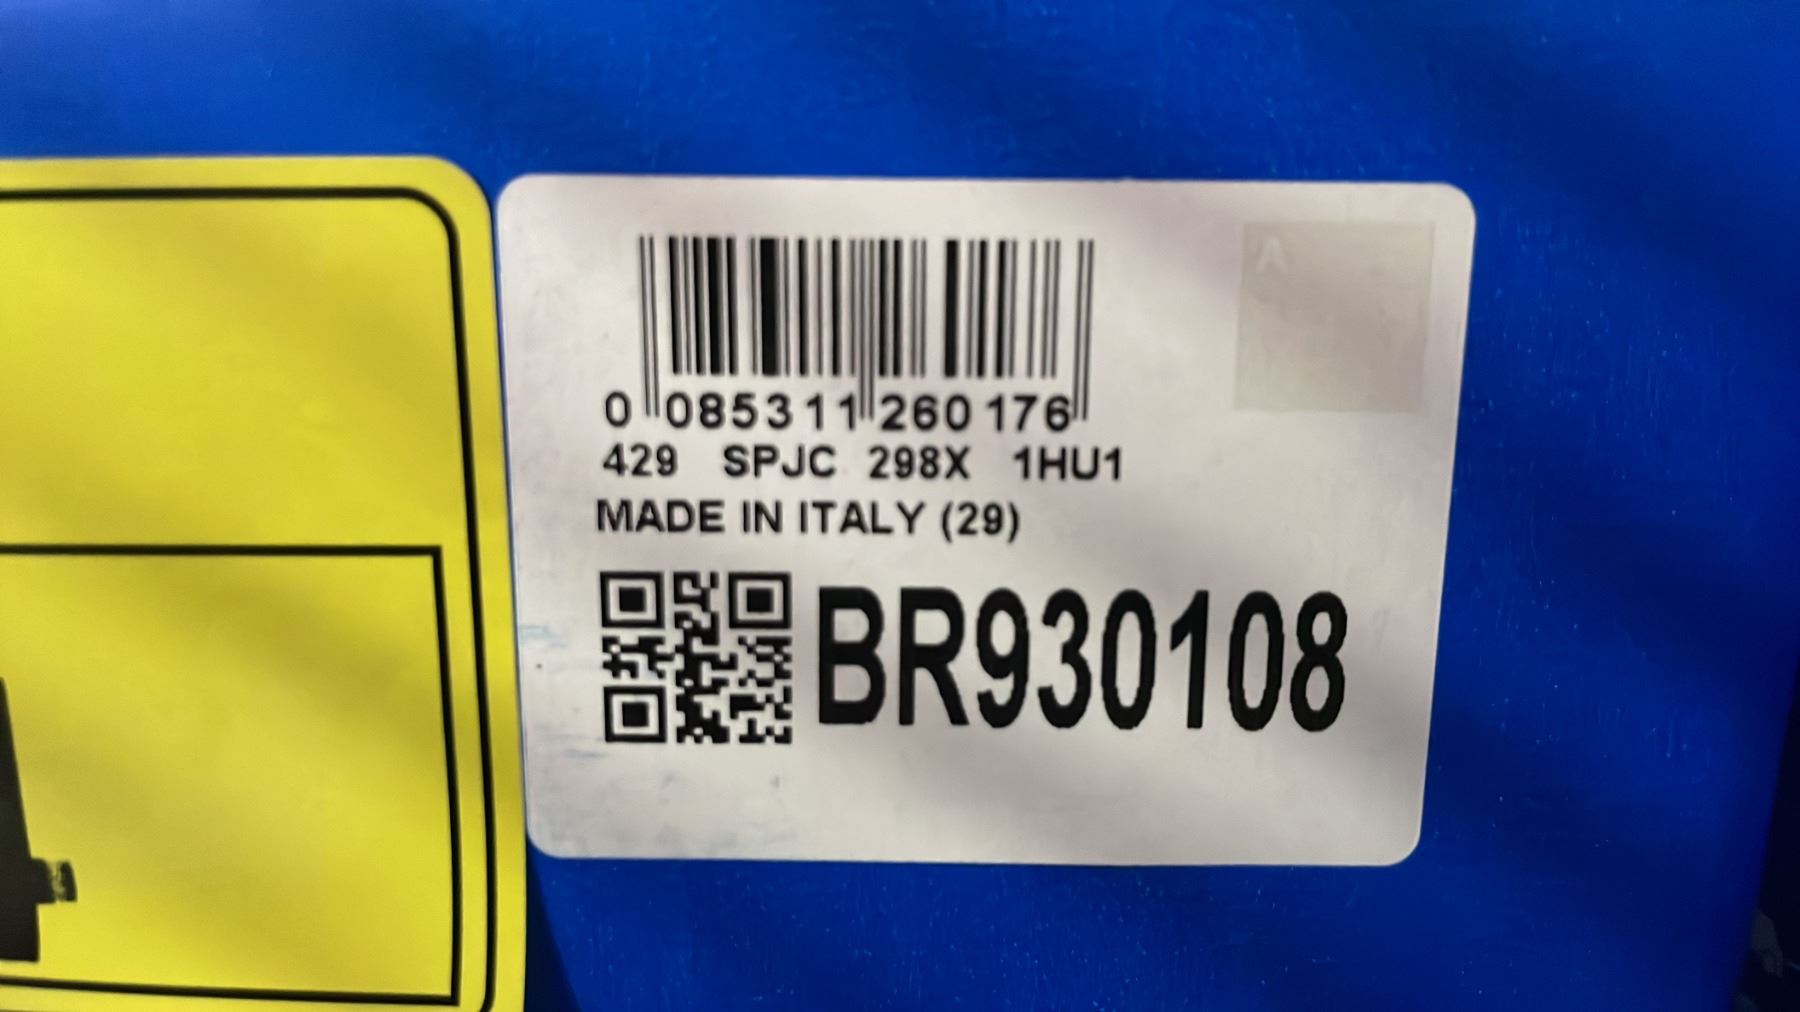 0 085311 260176
429 SPJC 298X 1HU1
MADE IN ITALY (29)
BR930108